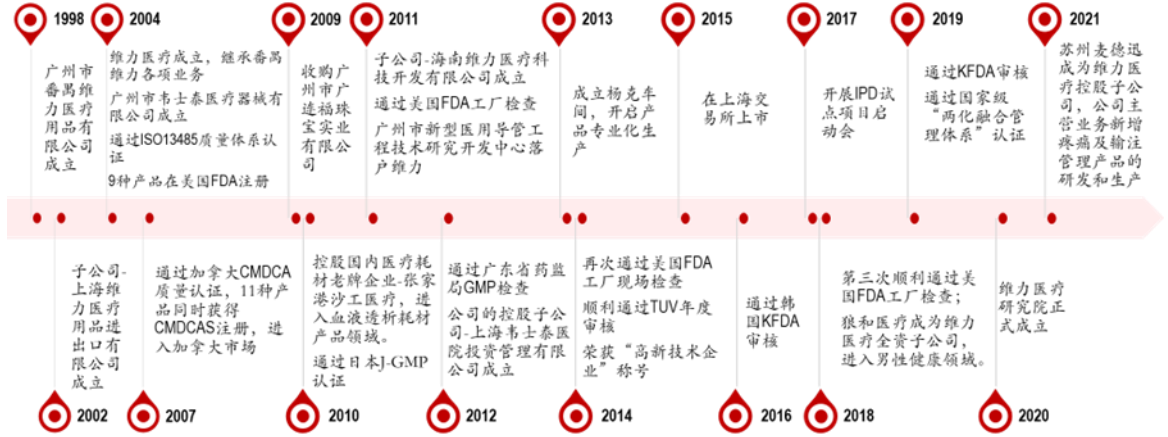 1998
广州市
番禺维
力医疗
用品有
限公司
成立
2004
维力医疗成立，继承番禺
维力各项业务
广州市韦士泰医疗器械有
限公司成立
通过ISO13485质量体系认
证
9种产品在美国FDA注册
2009
收购广
州市广
连福珠
宝实业
有限公
司
2011
子公司-海南维力医疗科
技开发有限公司成立
通过美国FDA工厂检查
广州市新型医用导管工
程技术研究开发中心落
户维力
2013
成立杨克车
间，开启产
品专业化生
产
2015
在上海交
易所上市
2017
开展IPD试
点项目启
动会
2019
通过KFDA审核
通过国家级
“两化融合管
理体系”认证
2021
苏州麦德迅
成为维力医
疗控股子公
司，公司主
营业务新增
疼痛及输注
管理产品的
研发和生产
子公司-
上海维
力医疗
用品进
出口有
限公司
成立
2002
通过加拿大CMDCA
质量认证，11种产
品同时获得
CMDCAS注册，进
入加拿大市场
2007
控股国内医疗耗
材老牌企业-张家
港沙工医疗，进
入血液透析耗材
产品领域。
通过日本J-GMP
认证
2010
通过广东省药监
局GMP检查
公司的控股子公
司-上海韦士泰医
院投资管理有限
公司成立
2012
再次通过美国FDA
工厂现场检查
顺利通过TUV年度
审核
荣获“高新技术企
业”称号
2014
通过韩
国KFDA
审核
2016
第三次顺利通过美
国FDA工厂检查；
狼和医疗成为维力
医疗全资子公司，
进入男性健康领域。
2018
维力医疗
研究院正
式成立
2020